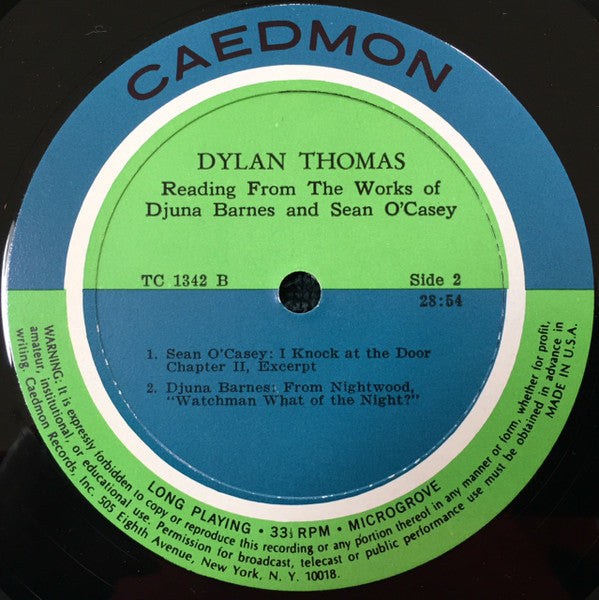 CAEDMON
DYLAN THOMAS
Reading From The Works of
Djuna Barnes and Sean O'Casey
TC 1342 B Side 2
28:54
1. Sean O'Casey: I Knock at the Door
Chapter II, Excerpt
2. Djuna Barnes: From Nightwood,
"Watchman What of the Night?"
LONG PLAYING • 33⅓ RPM • MICROGROVE
WARNING: It is expressly forbidden to copy or reproduce this recording or any portion thereof in any manner or form, whether for profit,
amateur, institutional, or educational use. Permission for broadcast, telecast or public performance use must be obtained in advance in
writing. Caedmon Records, Inc. 505 Eighth Avenue, New York, N. Y. 10018.
MADE IN U.S.A.